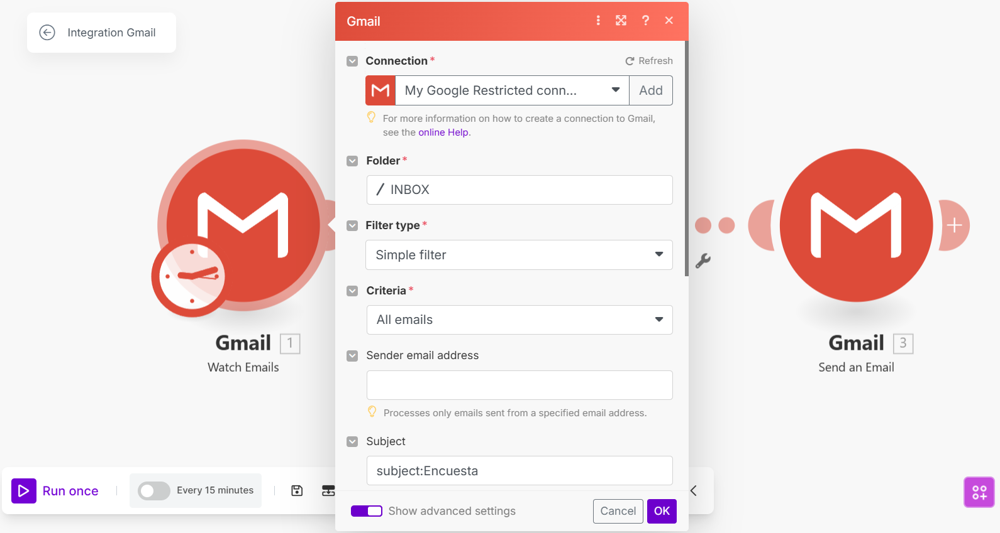 Integration Gmail
Gmail
?
Connection *
Refresh
My Google Restricted conn...
Add
For more information on how to create a connection to Gmail,
see the online Help.
Folder *
/ INBOX
Filter type *
Simple filter
Criteria *
All emails
Sender email address
Processes only emails sent from a specified email address.
Subject
subject:Encuesta
Show advanced settings
Cancel
OK
Gmail 1
Watch Emails
Gmail 3
Send an Email
Run once
Every 15 minutes